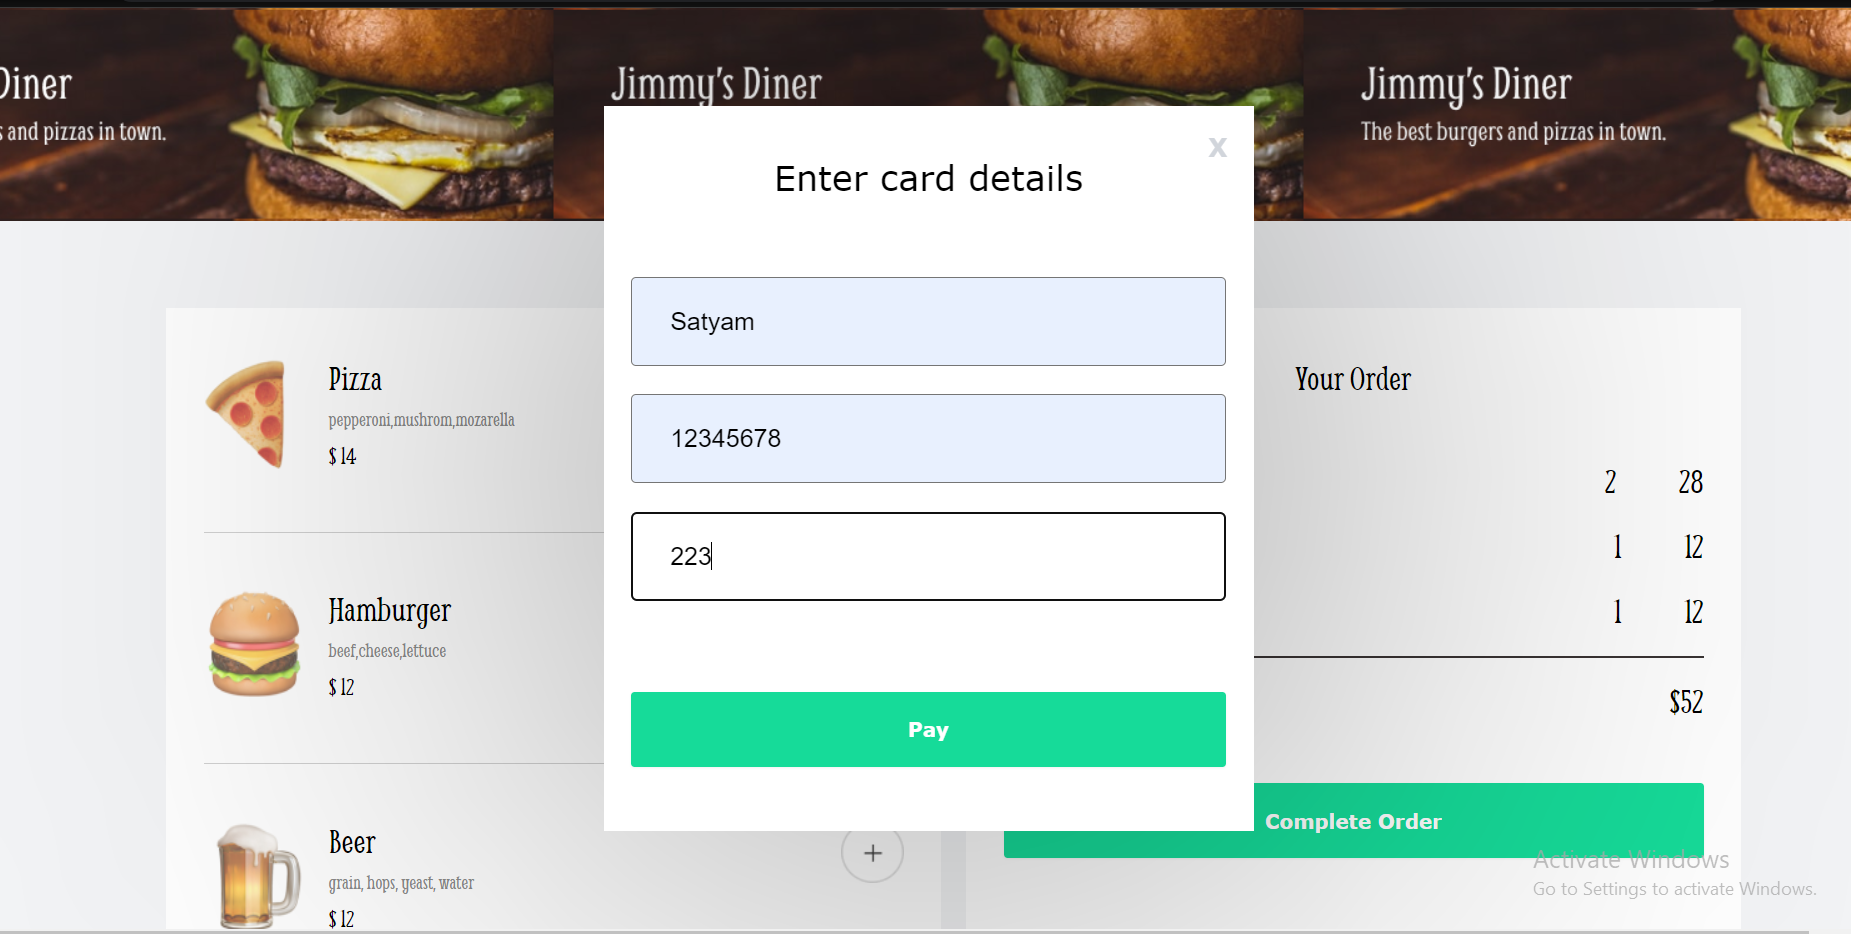 Diner
s and pizzas in town.
Jimmy's Diner
Jimmy's Diner
The best burgers and pizzas in town.
X
Enter card details
Satyam
12345678
223
Pay
Pizza
pepperoni,mushrom,mozarella
$ 14
Hamburger
beef,cheese,lettuce
$ 12
Beer
grain, hops, yeast, water
$ 12
+
Your Order
2 28
1 12
1 12
$52
Complete Order
Activate Windows
Go to Settings to activate Windows.